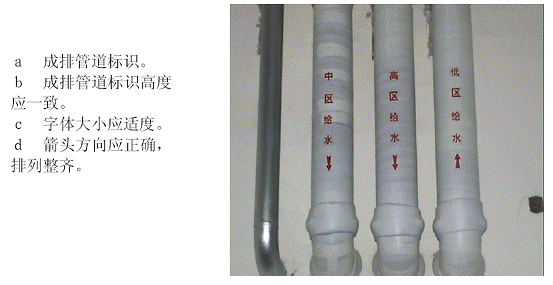 a 成排管道标识。
b 成排管道标识高度
应一致。
c 字体大小应适度。
d 箭头方向应正确，
排列整齐。
中区给水
高区给水
低区给水